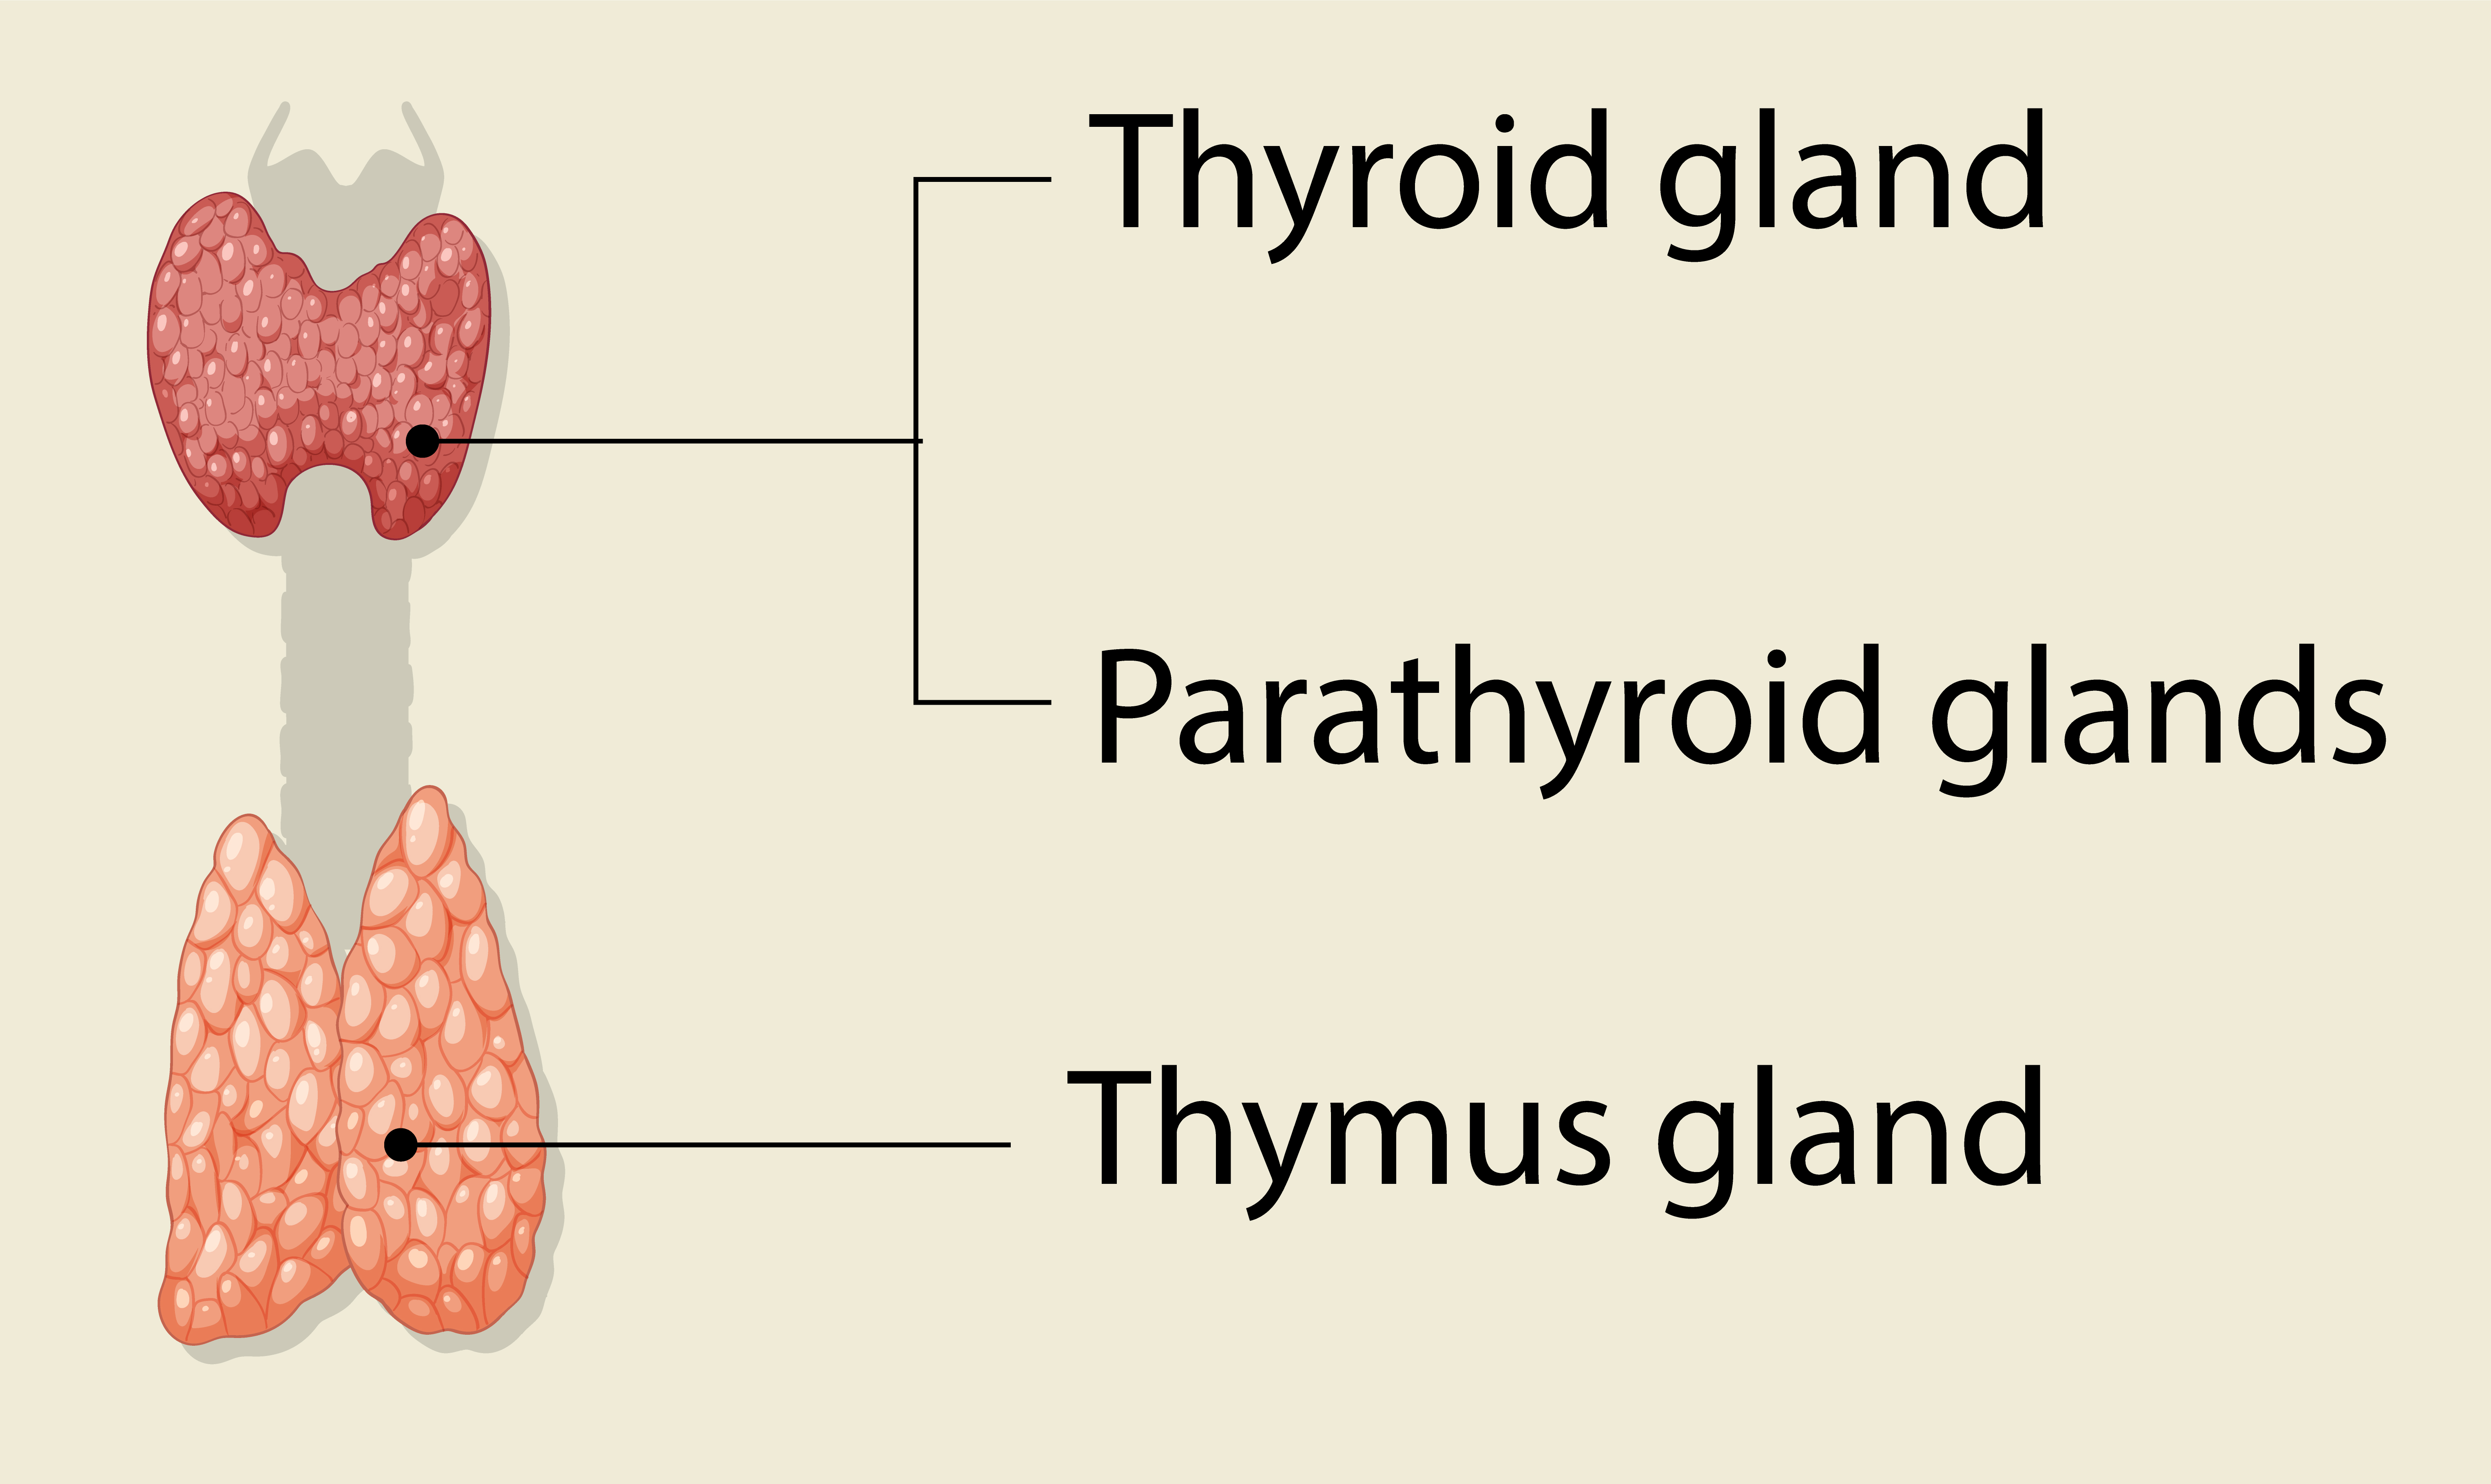 Thyroid gland
Parathyroid glands
Thymus gland